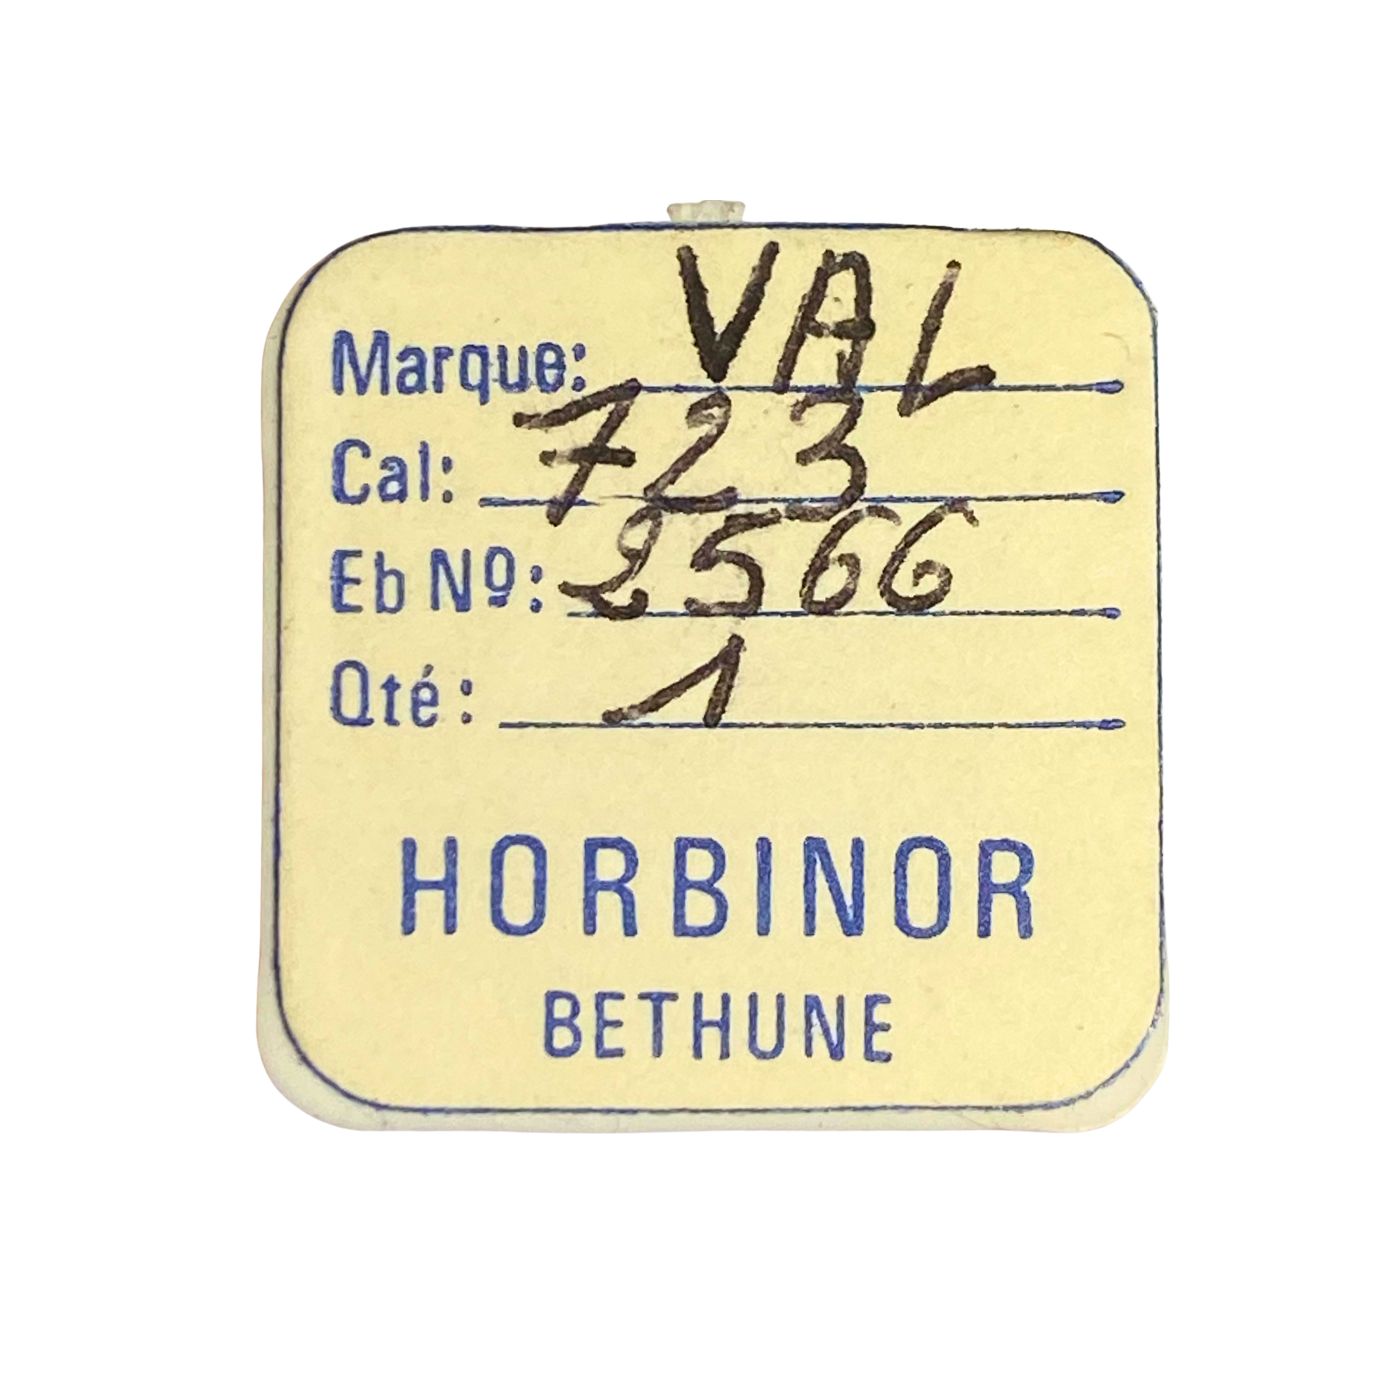 Marque: VAL
Cal: 723
Eb Nº: 2566
Qté: 1
HORBINOR
BETHUNE